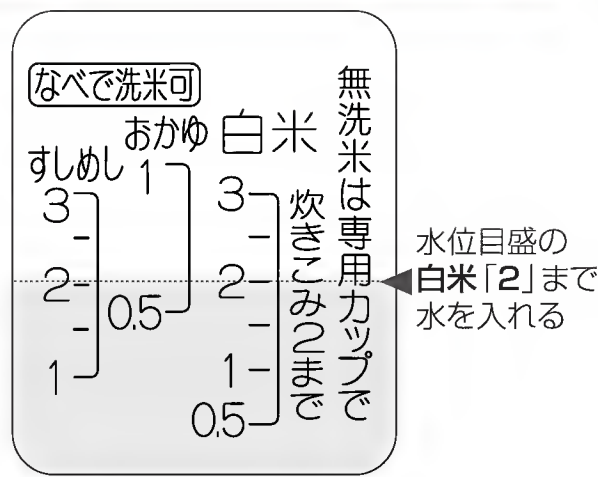 なべで洗米可
すしめし
3
2
1
おかゆ
1
0.5
白米
3
2
1
0.5
炊きこみ2まで
無洗米は専用カップで
水位目盛の
白米「2」まで
水を入れる